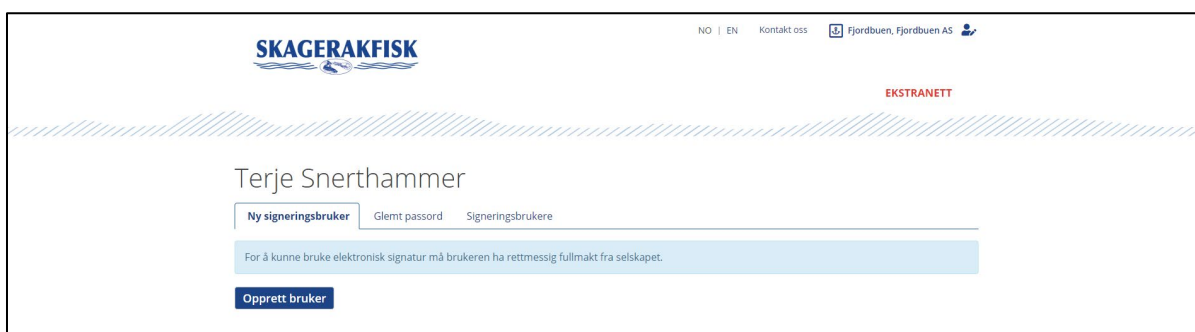 NO | EN Kontakt oss Fjordbuen, Fjordbuen AS
SKAGERAKFISK
EKSTRANETT
Terje Snerthammer
Ny signeringsbruker Glemt passord Signeringsbrukere
For å kunne bruke elektronisk signatur må brukeren ha rettmessig fullmakt fra selskapet.
Opprett bruker